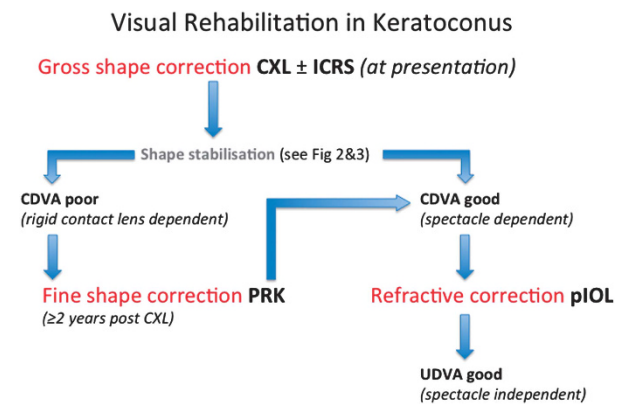 Visual Rehabilitation in Keratoconus
Gross shape correction CXL ± ICRS (at presentation)
Shape stabilisation (see Fig 2&3)
CDVA poor
(rigid contact lens dependent)
CDVA good
(spectacle dependent)
Fine shape correction PRK
(≥2 years post CXL)
Refractive correction pIOL
UDVA good
(spectacle independent)